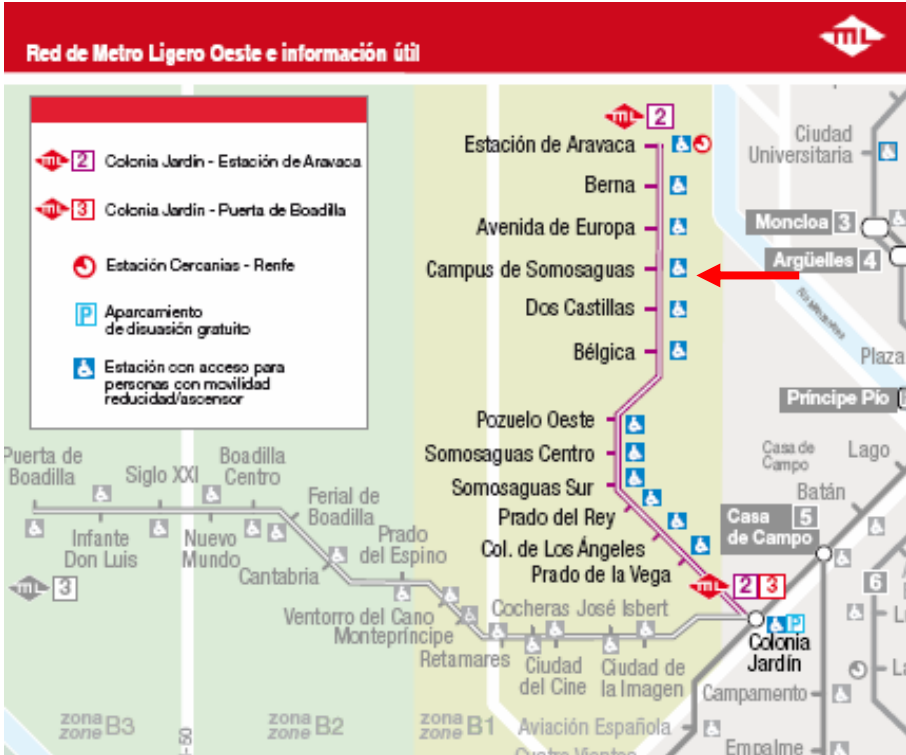 Red de Metro Ligero Oeste e información útil
mL
mL 2 Colonia Jardín - Estación de Aravaca
mL 3 Colonia Jardín - Puerta de Boadilla
Estación Cercanias - Renfe
P Aparcamiento
de disuasión gratuito
Estación con acceso para
personas con movilidad
reducidad/ascensor
mL 2
Estación de Aravaca
Berna
Avenida de Europa
Campus de Somosaguas
Dos Castillas
Bélgica
Pozuelo Oeste
Somosaguas Centro
Somosaguas Sur
Prado del Rey
Col. de Los Ángeles
Prado de la Vega
mL 2 3
P
Colonia
Jardín
Ciudad
Universitaria
Moncloa 3
Argüelles 4
Río Manzanares
Plaza
Príncipe Pío
Casa de
Campo
Lago
Batán
Casa
de Campo 5
6
Puerta de
Boadilla
Infante
Don Luis
Siglo XXI
Nuevo
Mundo
Boadilla
Centro
Ferial de
Boadilla
Cantabria
Prado
del Espino
Ventorro del Cano
Montepríncipe
Retamares
Cocheras
Ciudad
del Cine
José Isbert
Ciudad de
la Imagen
mL 3
Campamento
zona
zone B3
-50
zona
zone B2
zona
zone B1
Aviación Española
Cuatro Vientos
Empalme